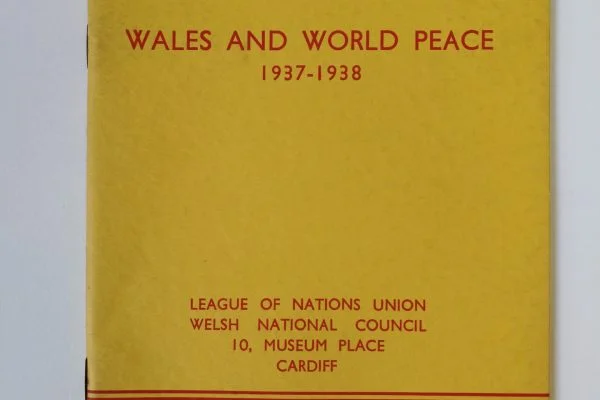 WALES AND WORLD PEACE
1937-1938
LEAGUE OF NATIONS UNION
WELSH NATIONAL COUNCIL
10, MUSEUM PLACE
CARDIFF